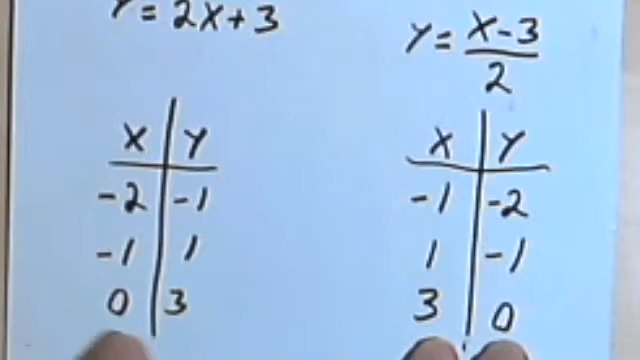 Y = 2X+3
Y = X-3/2
X Y
-2 -1
-1 1
0 3
X Y
-1 -2
1 -1
3 0